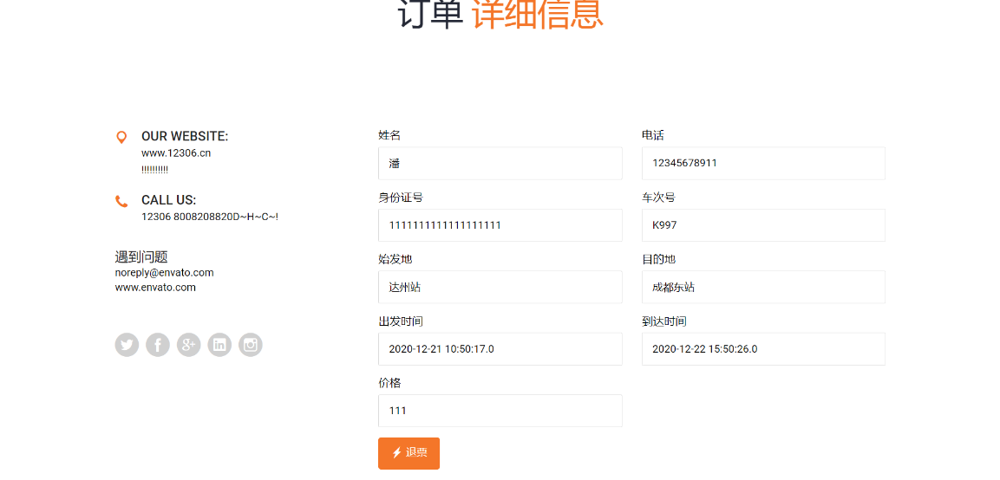 订单 详细信息
OUR WEBSITE:
www.12306.cn
!!!!!!!!!!
CALL US:
12306 8008208820D~H~C~!
遇到问题
noreply@envato.com
www.envato.com
姓名
潘
电话
12345678911
身份证号
1111111111111111111
车次号
K997
始发地
达州站
目的地
成都东站
出发时间
2020-12-21 10:50:17.0
到达时间
2020-12-22 15:50:26.0
价格
111
退票